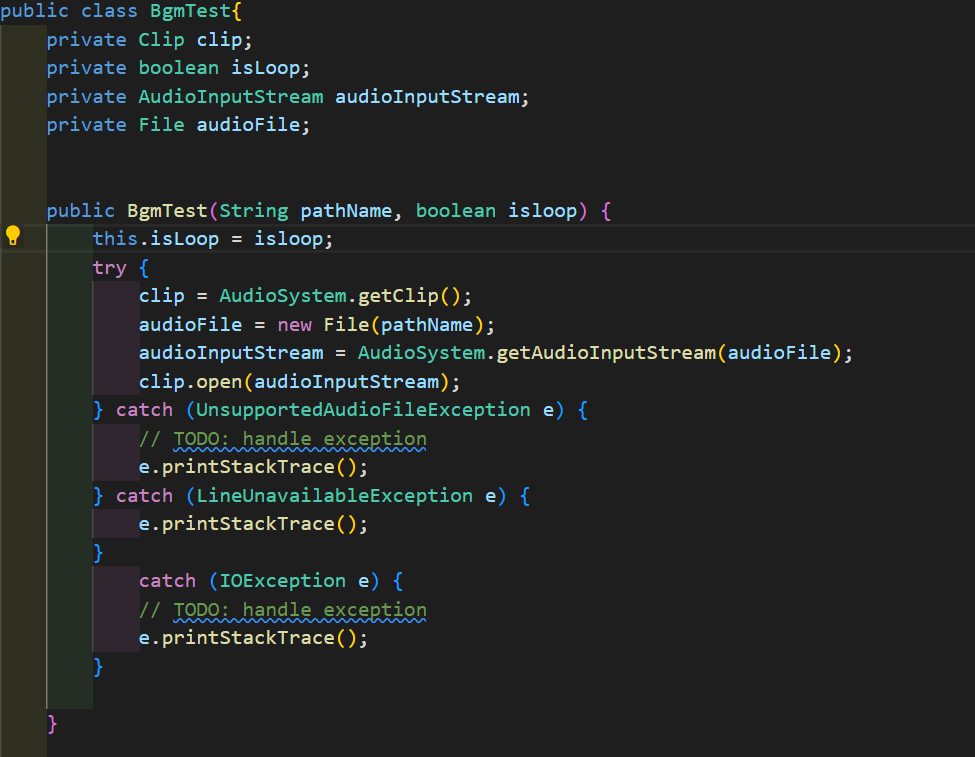 public class BgmTest{
    private Clip clip;
    private boolean isLoop;
    private AudioInputStream audioInputStream;
    private File audioFile;
    public BgmTest(String pathName, boolean isloop) {
        this.isLoop = isloop;
        try {
            clip = AudioSystem.getClip();
            audioFile = new File(pathName);
            audioInputStream = AudioSystem.getAudioInputStream(audioFile);
            clip.open(audioInputStream);
        } catch (UnsupportedAudioFileException e) {
            // TODO: handle exception
            e.printStackTrace();
        } catch (LineUnavailableException e) {
            e.printStackTrace();
        }
            catch (IOException e) {
            // TODO: handle exception
            e.printStackTrace();
        }
    }